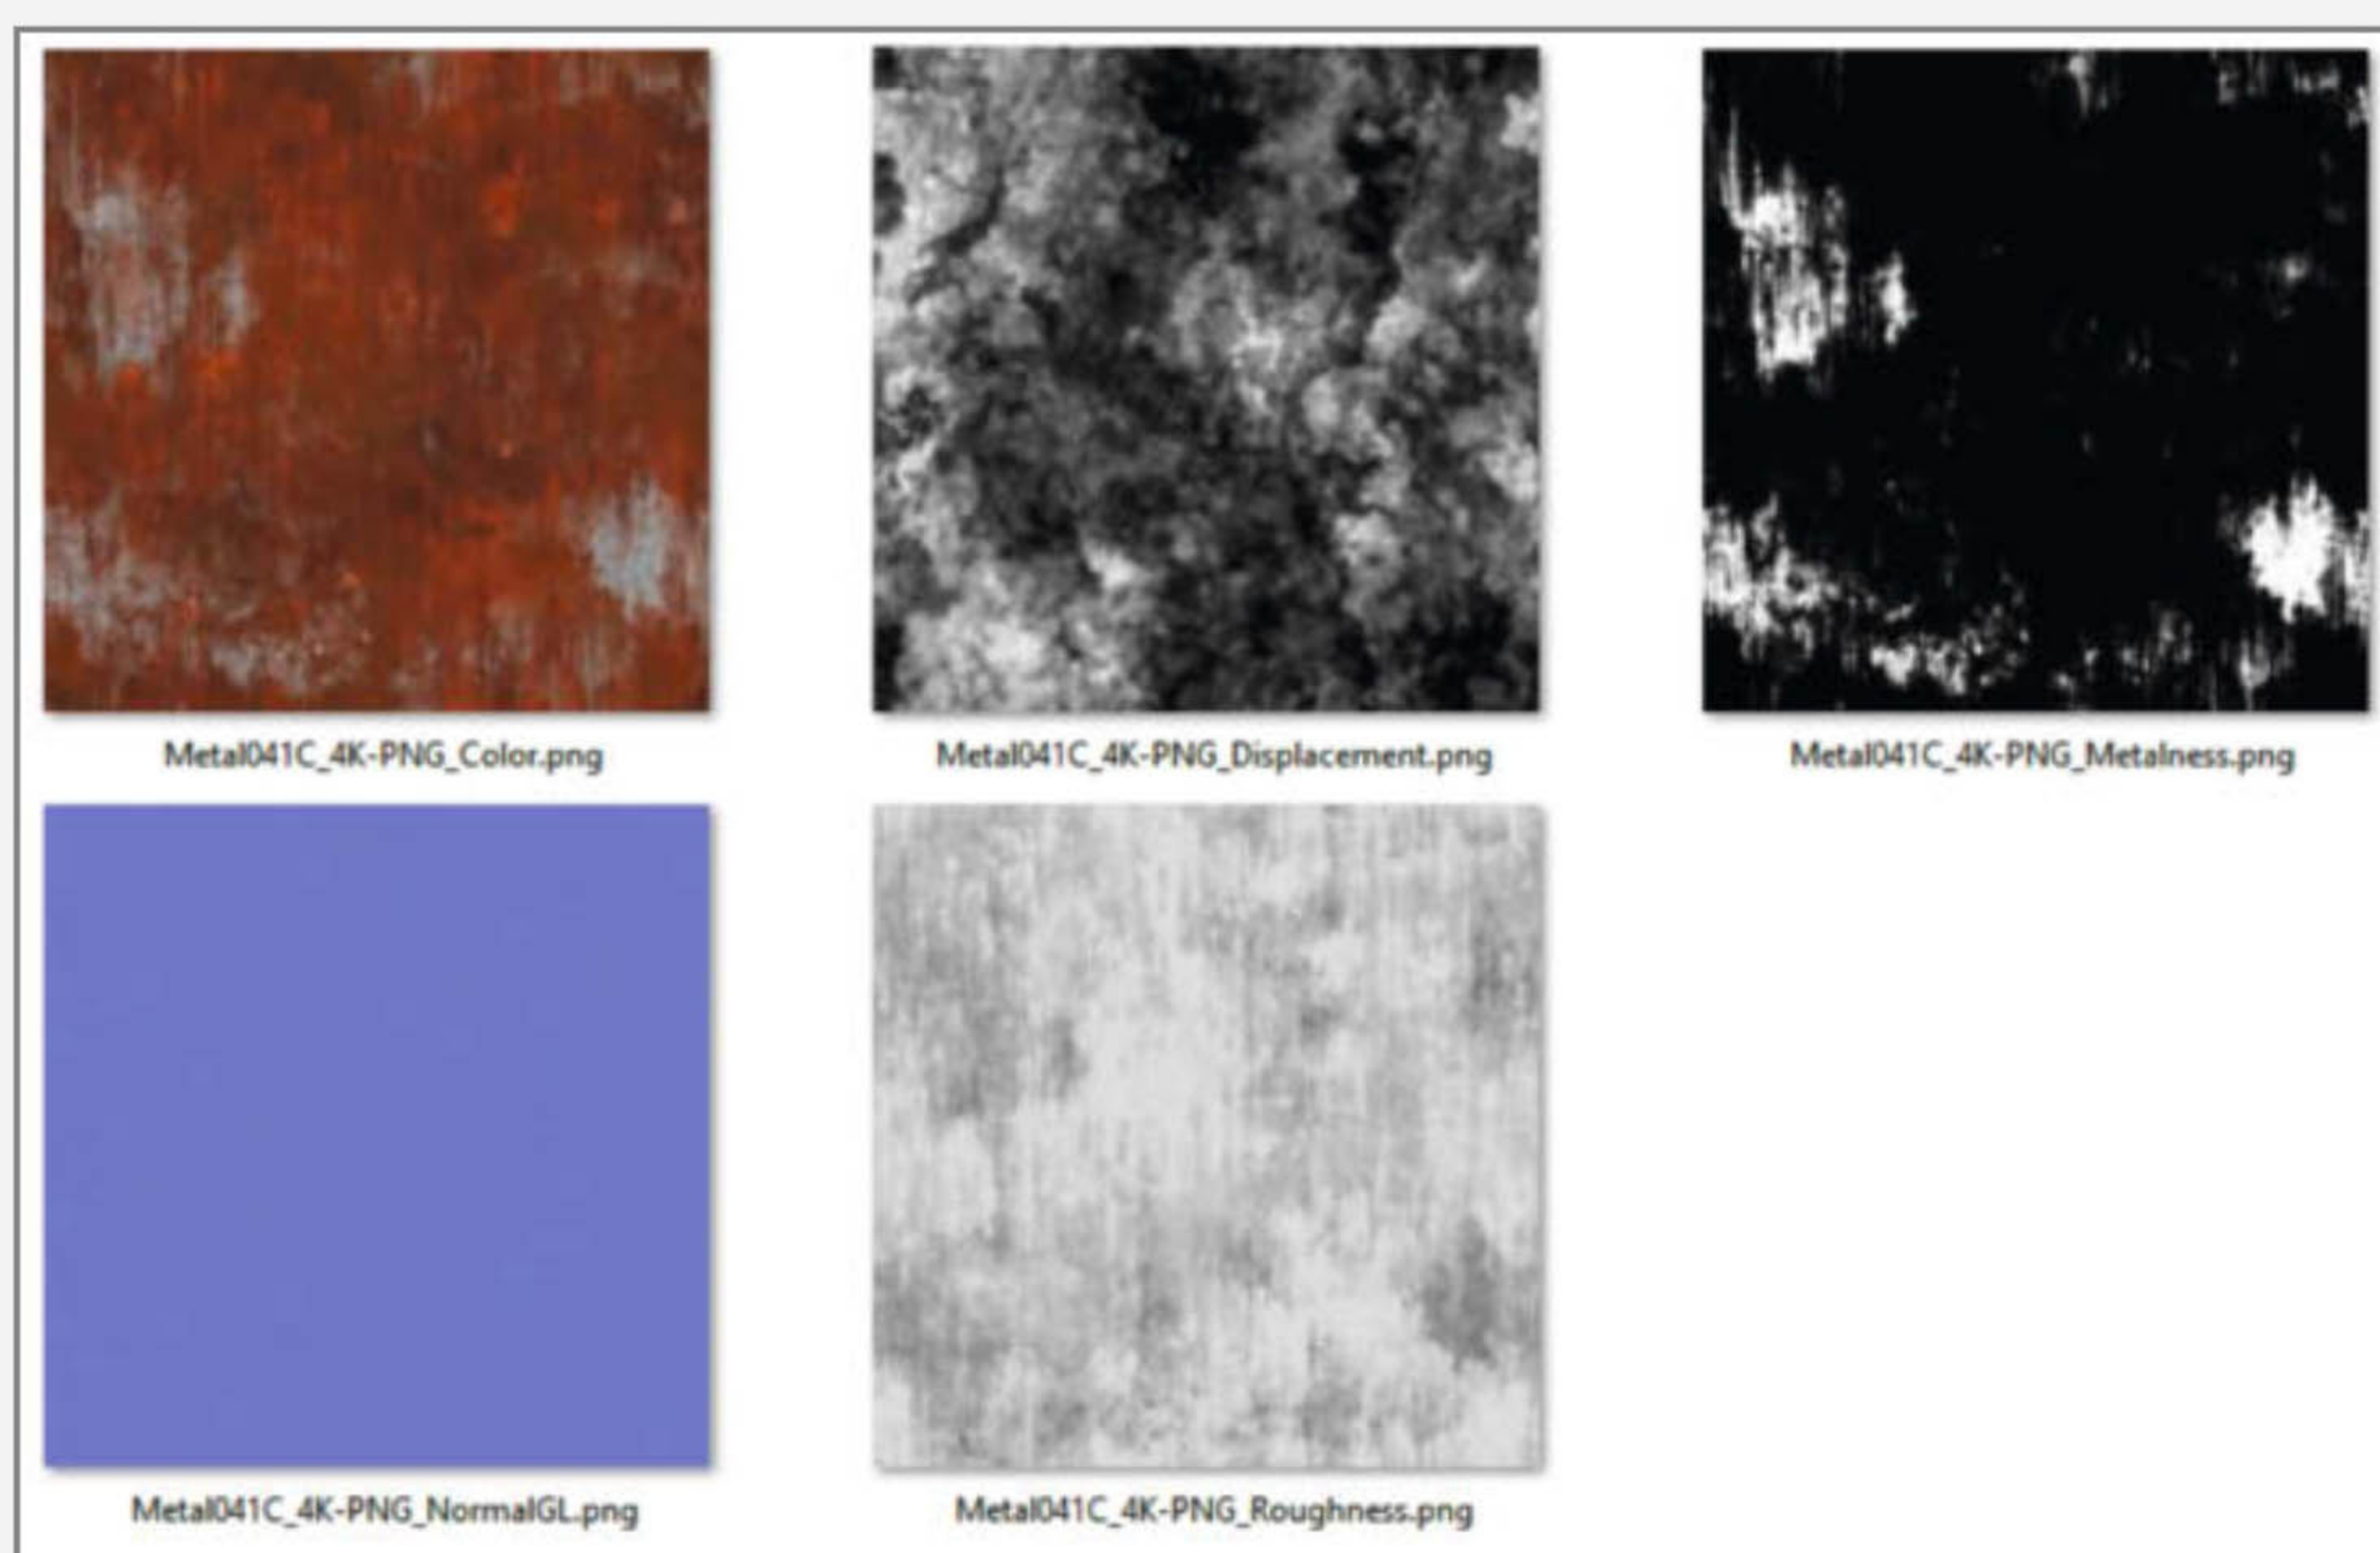 Metal041C_4K-PNG_Color.png
Metal041C_4K-PNG_Displacement.png
Metal041C_4K-PNG_Metalness.png
Metal041C_4K-PNG_NormalGL.png
Metal041C_4K-PNG_Roughness.png